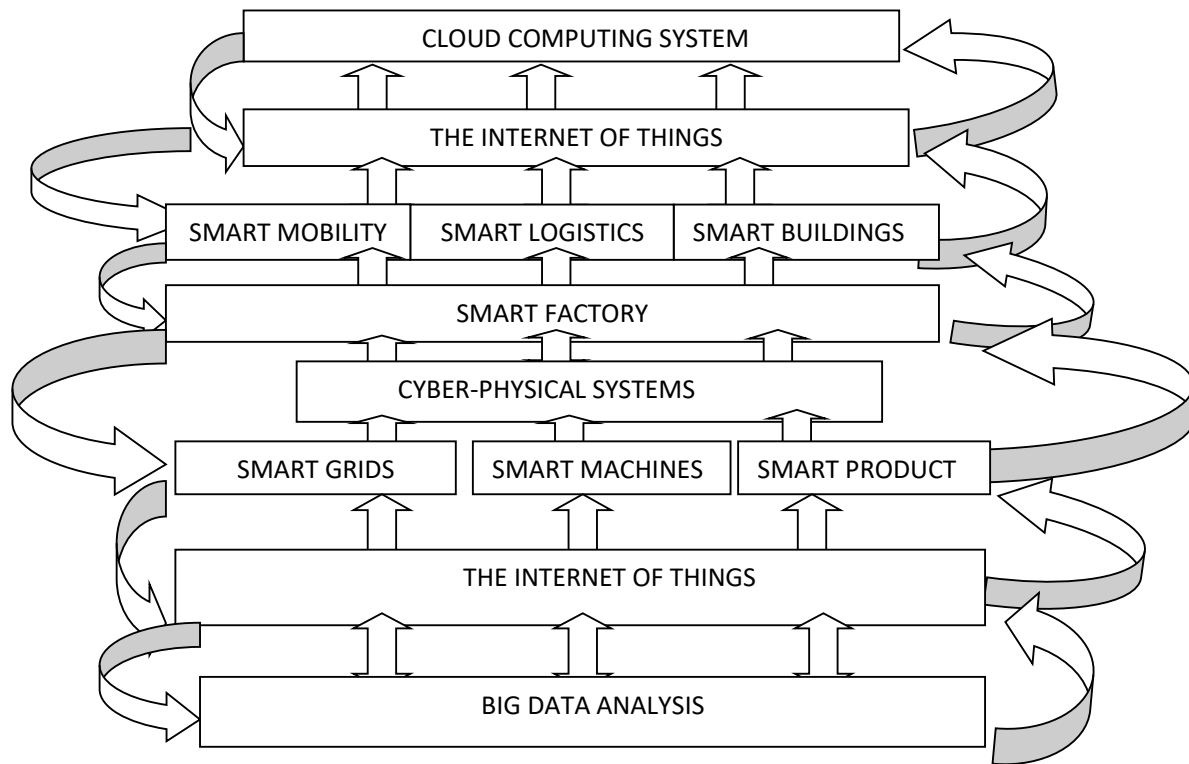 CLOUD COMPUTING SYSTEM
THE INTERNET OF THINGS
SMART MOBILITY
SMART LOGISTICS
SMART BUILDINGS
SMART FACTORY
CYBER-PHYSICAL SYSTEMS
SMART GRIDS
SMART MACHINES
SMART PRODUCT
THE INTERNET OF THINGS
BIG DATA ANALYSIS